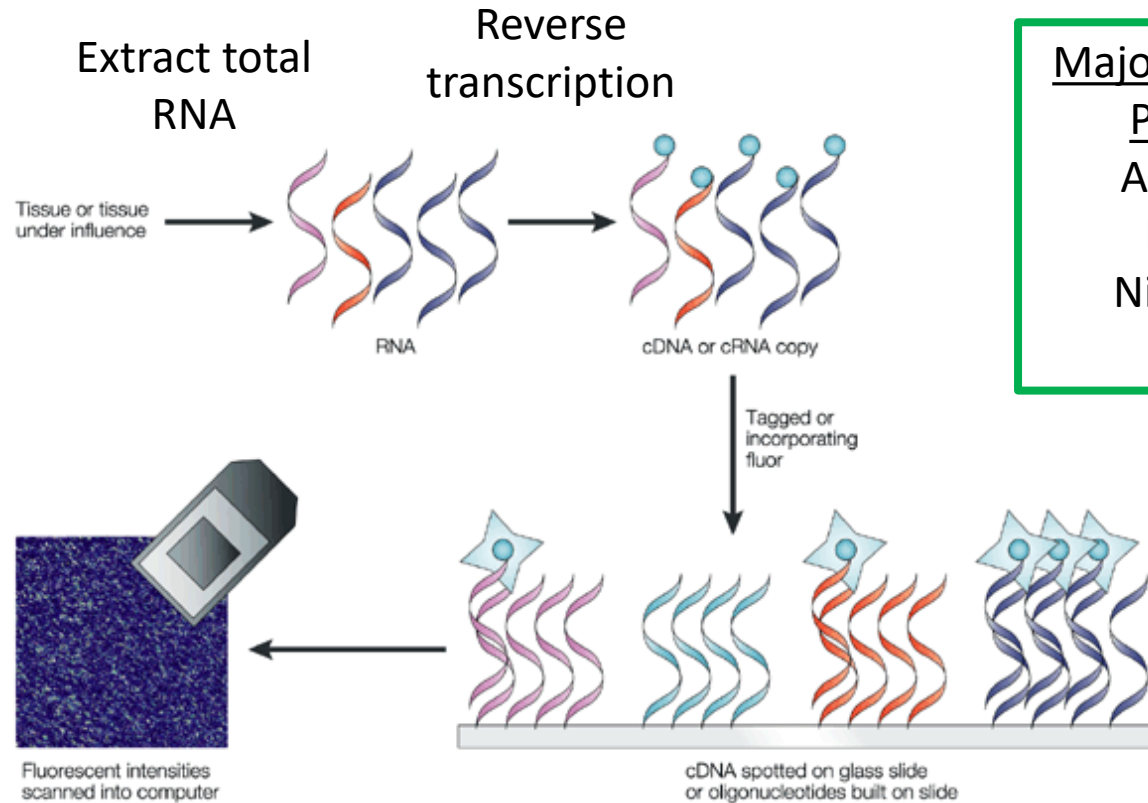 Extract total
RNA
Reverse
transcription
Tissue or tissue
under influence
RNA
cDNA or cRNA copy
Tagged or
incorporating
fluor
Fluorescent intensities
scanned into computer
cDNA spotted on glass slide
or oligonucleotides built on slide